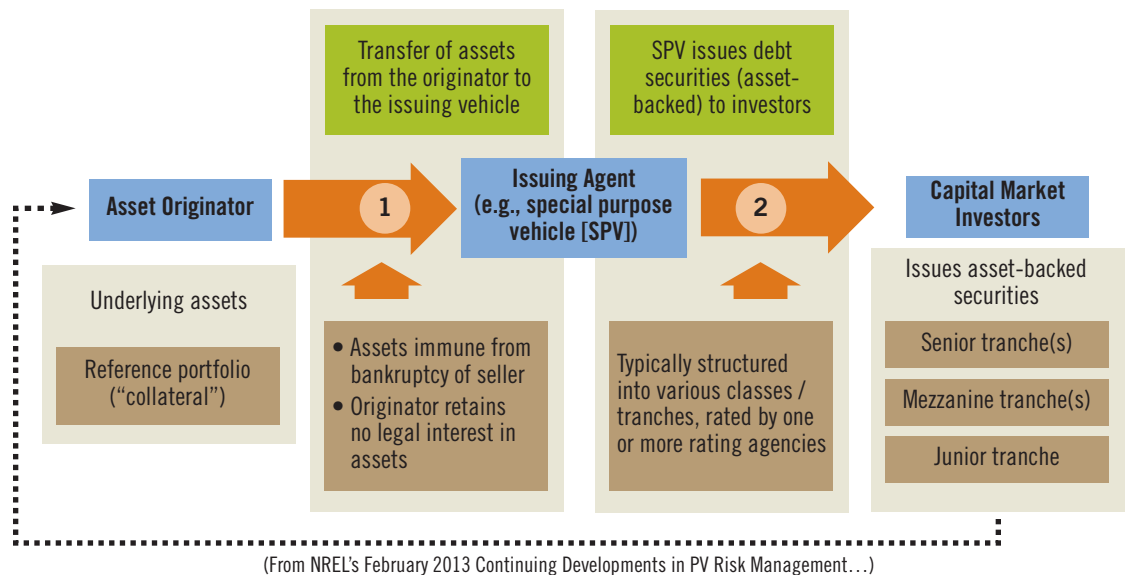 Transfer of assets
from the originator to
the issuing vehicle
SPV issues debt
securities (asset-
backed) to investors
Asset Originator
1
Issuing Agent
(e.g., special purpose
vehicle [SPV])
2
Capital Market
Investors
Underlying assets
Reference portfolio
(“collateral”)
• Assets immune from
bankruptcy of seller
• Originator retains
no legal interest in
assets
Typically structured
into various classes /
tranches, rated by one
or more rating agencies
Issues asset-backed
securities
Senior tranche(s)
Mezzanine tranche(s)
Junior tranche
(From NREL’s February 2013 Continuing Developments in PV Risk Management…)